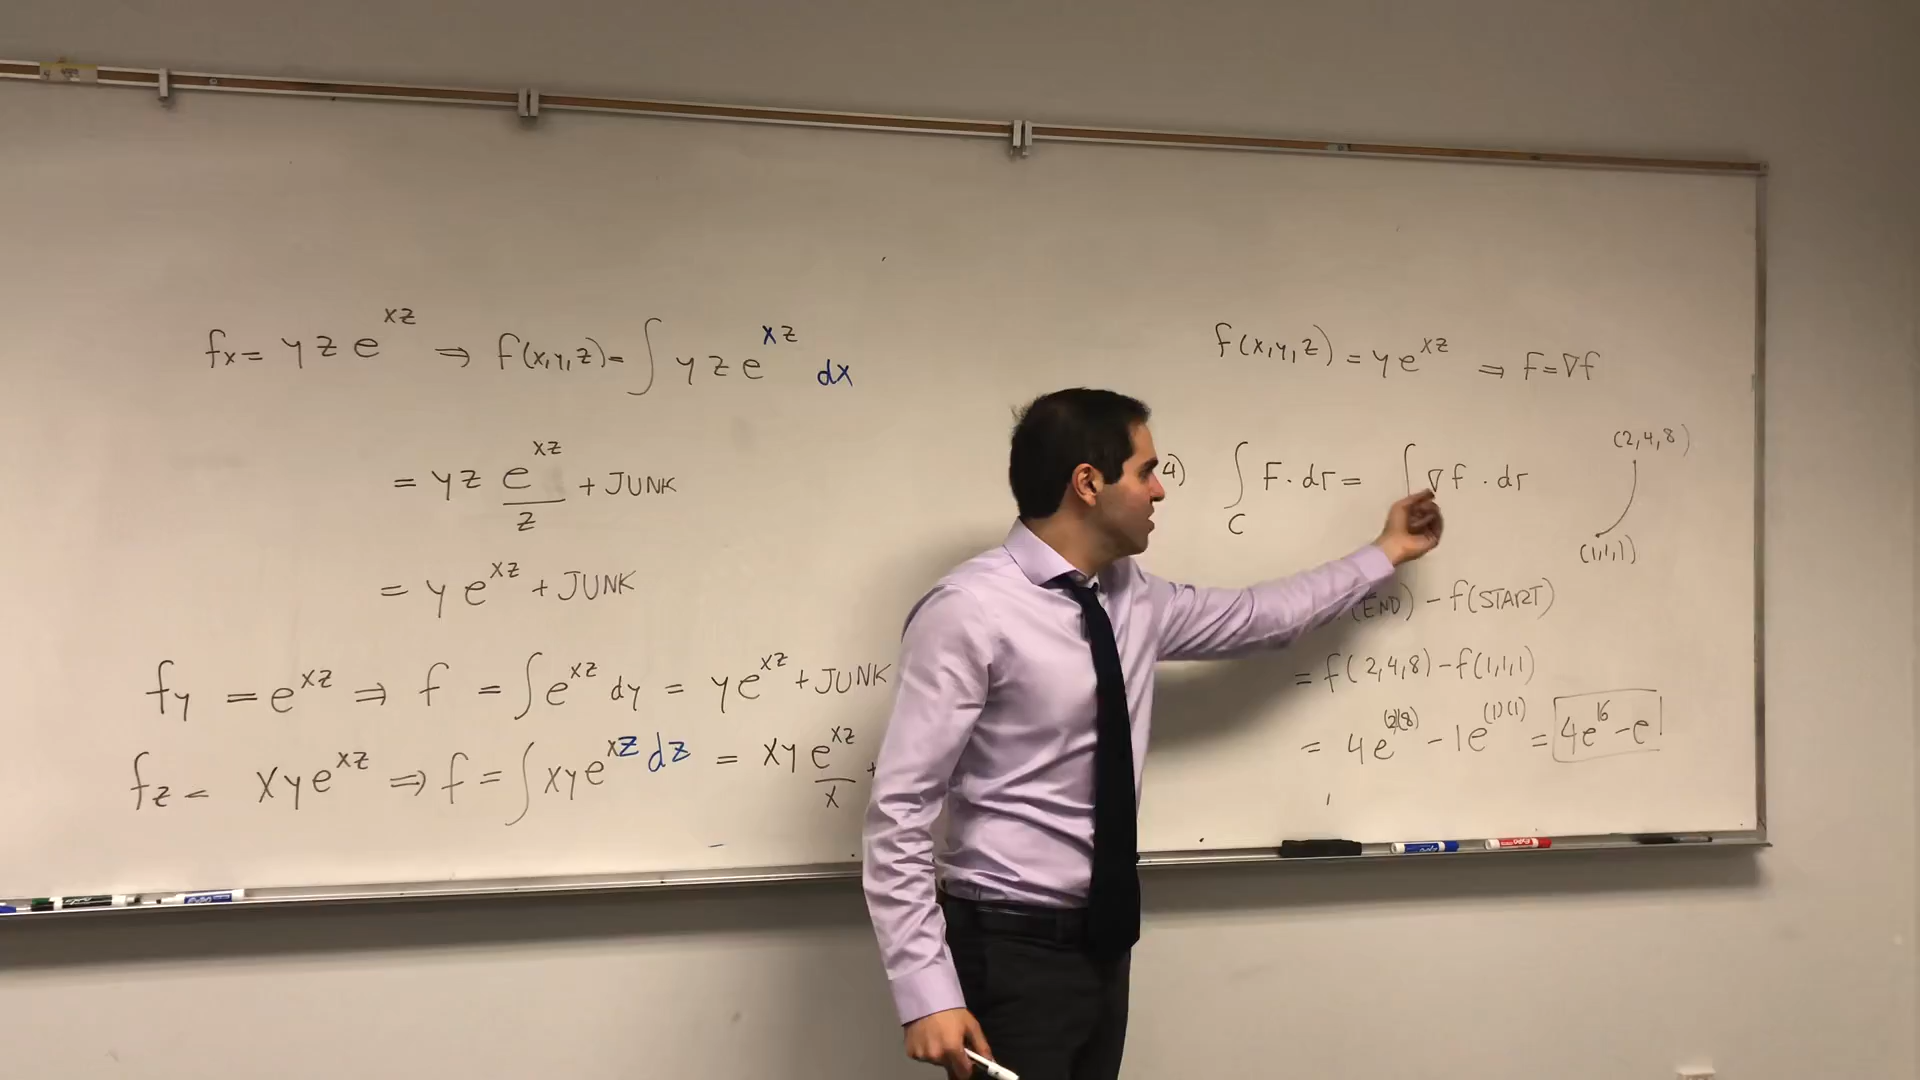 fx = yze^xz ⇒ f(x,y,z) = ∫ yze^xz dx
= yz e^xz/z + JUNK
= ye^xz + JUNK
fy = e^xz ⇒ f = ∫e^xz dy = ye^xz + JUNK
fz = xye^xz ⇒ f = ∫xye^xz dz = xy e^xz/x +
f(x,y,z) = ye^xz ⇒ F = ∇f
4) ∫C F · dr = ∫ ∇f · dr
(2,4,8)
(1,1,1)
(END) - f(START)
= f(2,4,8) - f(1,1,1)
= 4e^(2)(8) - 1e^(1)(1) = 4e^16 - e